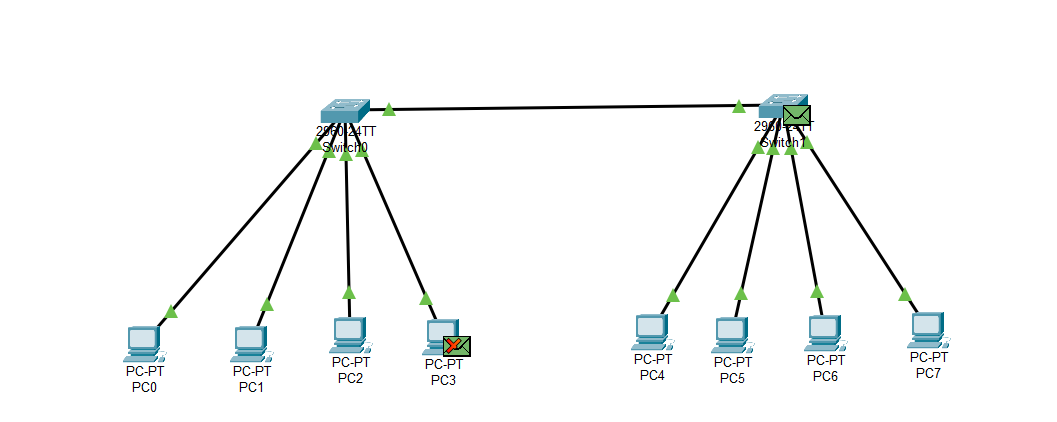 2960-24TT
Switch0
2960-24TT
Switch1
PC-PT
PC0
PC-PT
PC1
PC-PT
PC2
PC-PT
PC3
PC-PT
PC4
PC-PT
PC5
PC-PT
PC6
PC-PT
PC7